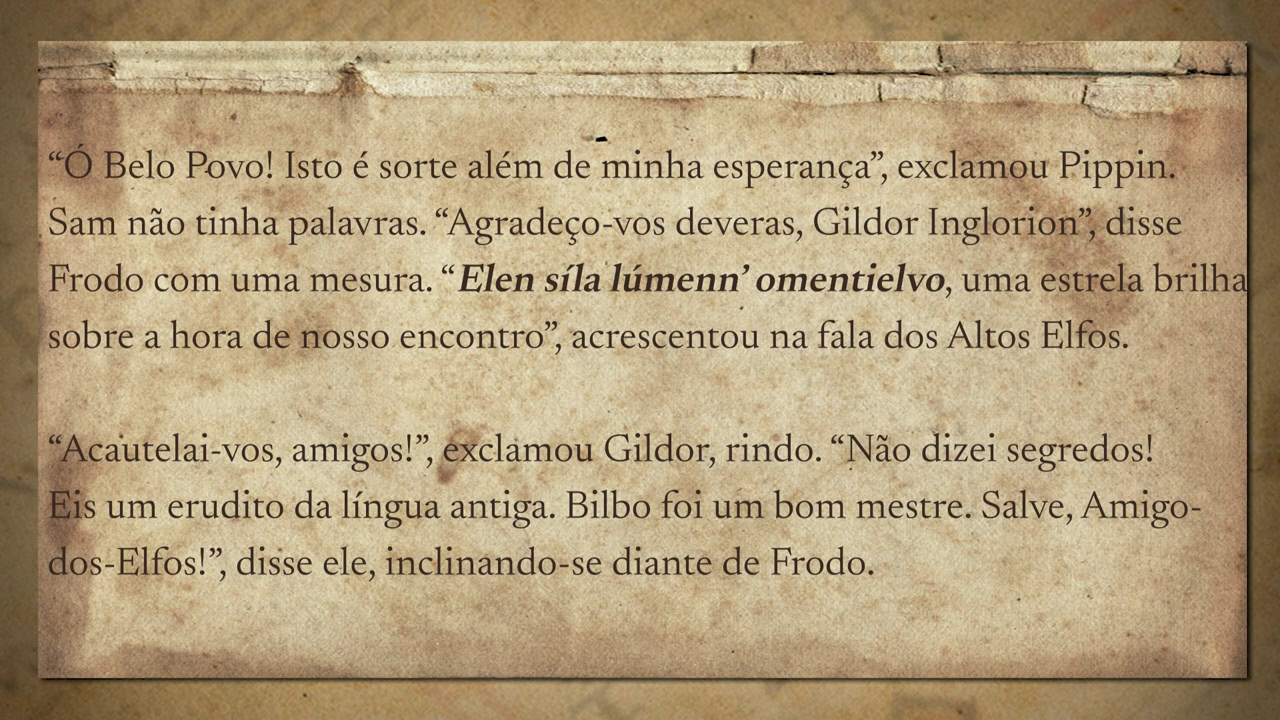 “Ó Belo Povo! Isto é sorte além de minha esperança”, exclamou Pippin.
Sam não tinha palavras. “Agradeço-vos deveras, Gildor Inglorion”, disse
Frodo com uma mesura. “Elen síla lúmenn’ omentielvo, uma estrela brilha
sobre a hora de nosso encontro”, acrescentou na fala dos Altos Elfos.
“Acautelai-vos, amigos!”, exclamou Gildor, rindo. “Não dizei segredos!
Eis um erudito da língua antiga. Bilbo foi um bom mestre. Salve, Amigo-
dos-Elfos!”, disse ele, inclinando-se diante de Frodo.